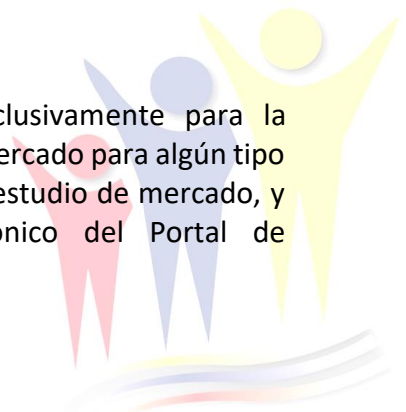 clusivamente para la
ercado para algún tipo
estudio de mercado, y
ónico del Portal de